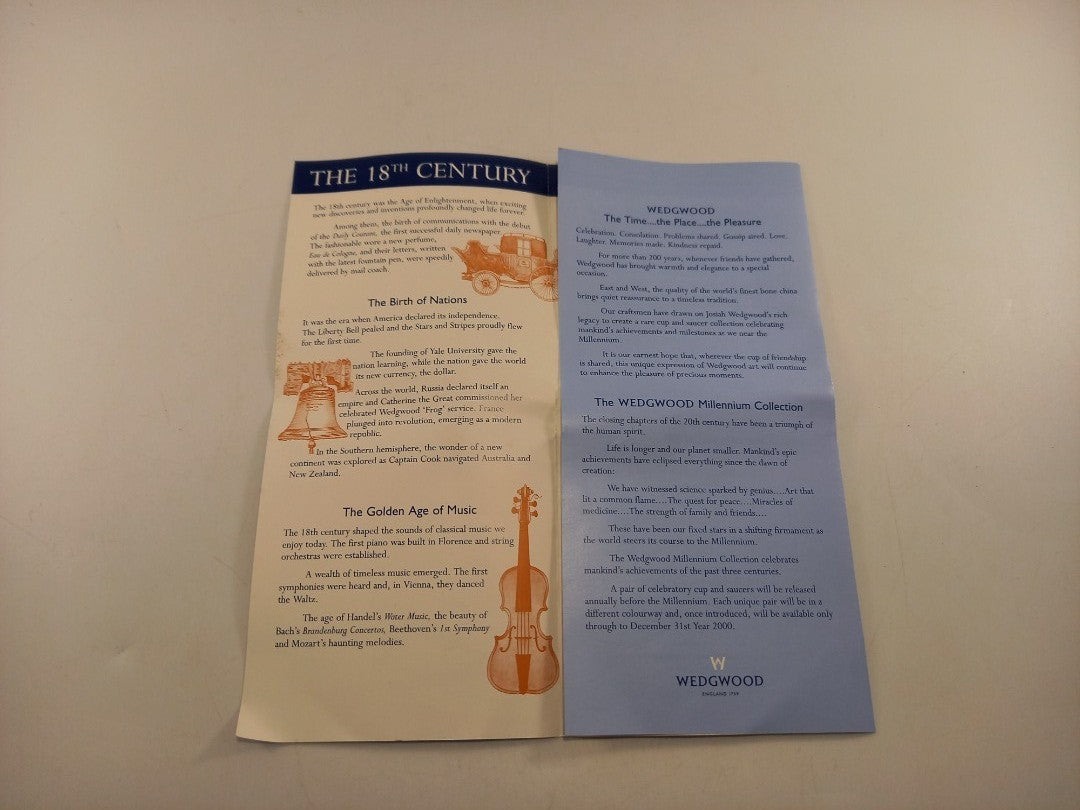 THE 18TH CENTURY
The 18th century was the Age of Enlightenment, when exciting
new discoveries and inventions profoundly changed life forever.
Among them, the birth of communications with the debut
of the Daily Courant, the first successful daily newspaper.
The fashionable wore a new perfume,
Eau de Cologne, and their letters, written
with the latest fountain pen, were speedily
delivered by mail coach.
The Birth of Nations
It was the era when America declared its independence.
The Liberty Bell pealed and the Stars and Stripes proudly flew
for the first time.
The founding of Yale University gave the
nation learning, while the nation gave the world
its new currency, the dollar.
Across the world, Russia declared itself an
empire and Catherine the Great commissioned her
celebrated Wedgwood 'Frog' service. France
plunged into revolution, emerging as a modern
republic.
In the Southern hemisphere, the wonder of a new
continent was explored as Captain Cook navigated Australia and
New Zealand.
The Golden Age of Music
The 18th century shaped the sounds of classical music we
enjoy today. The first piano was built in Florence and string
orchestras were established.
A wealth of timeless music emerged. The first
symphonies were heard and, in Vienna, they danced
the Waltz.
The age of Handel's Water Music, the beauty of
Bach's Brandenburg Concertos, Beethoven's 1st Symphony
and Mozart's haunting melodies.
WEDGWOOD
The Time....the Place....the Pleasure
Celebration. Consolation. Problems shared. Gossip aired. Love.
Laughter. Memories made. Kindness repaid.
For more than 200 years, whenever friends have gathered,
Wedgwood has brought warmth and elegance to a special
occasion.
East and West, the quality of the world's finest bone china
brings quiet reassurance to a timeless tradition.
Our craftsmen have drawn on Josiah Wedgwood's rich
legacy to create a rare cup and saucer collection celebrating
mankind's achievements and milestones as we near the
Millennium.
It is our earnest hope that, wherever the cup of friendship
is shared, this unique expression of Wedgwood art will continue
to enhance the pleasure of precious moments.
The WEDGWOOD Millennium Collection
The closing chapters of the 20th century have been a triumph of
the human spirit.
Life is longer and our planet smaller. Mankind's epic
achievements have eclipsed everything since the dawn of
creation:
We have witnessed science sparked by genius....Art that
lit a common flame....The quest for peace....Miracles of
medicine....The strength of family and friends....
These have been our fixed stars in a shifting firmament as
the world steers its course to the Millennium.
The Wedgwood Millennium Collection celebrates
mankind's achievements of the past three centuries.
A pair of celebratory cup and saucers will be released
annually before the Millennium. Each unique pair will be in a
different colourway and, once introduced, will be available only
through to December 31st Year 2000.
W
WEDGWOOD
ENGLAND 1759